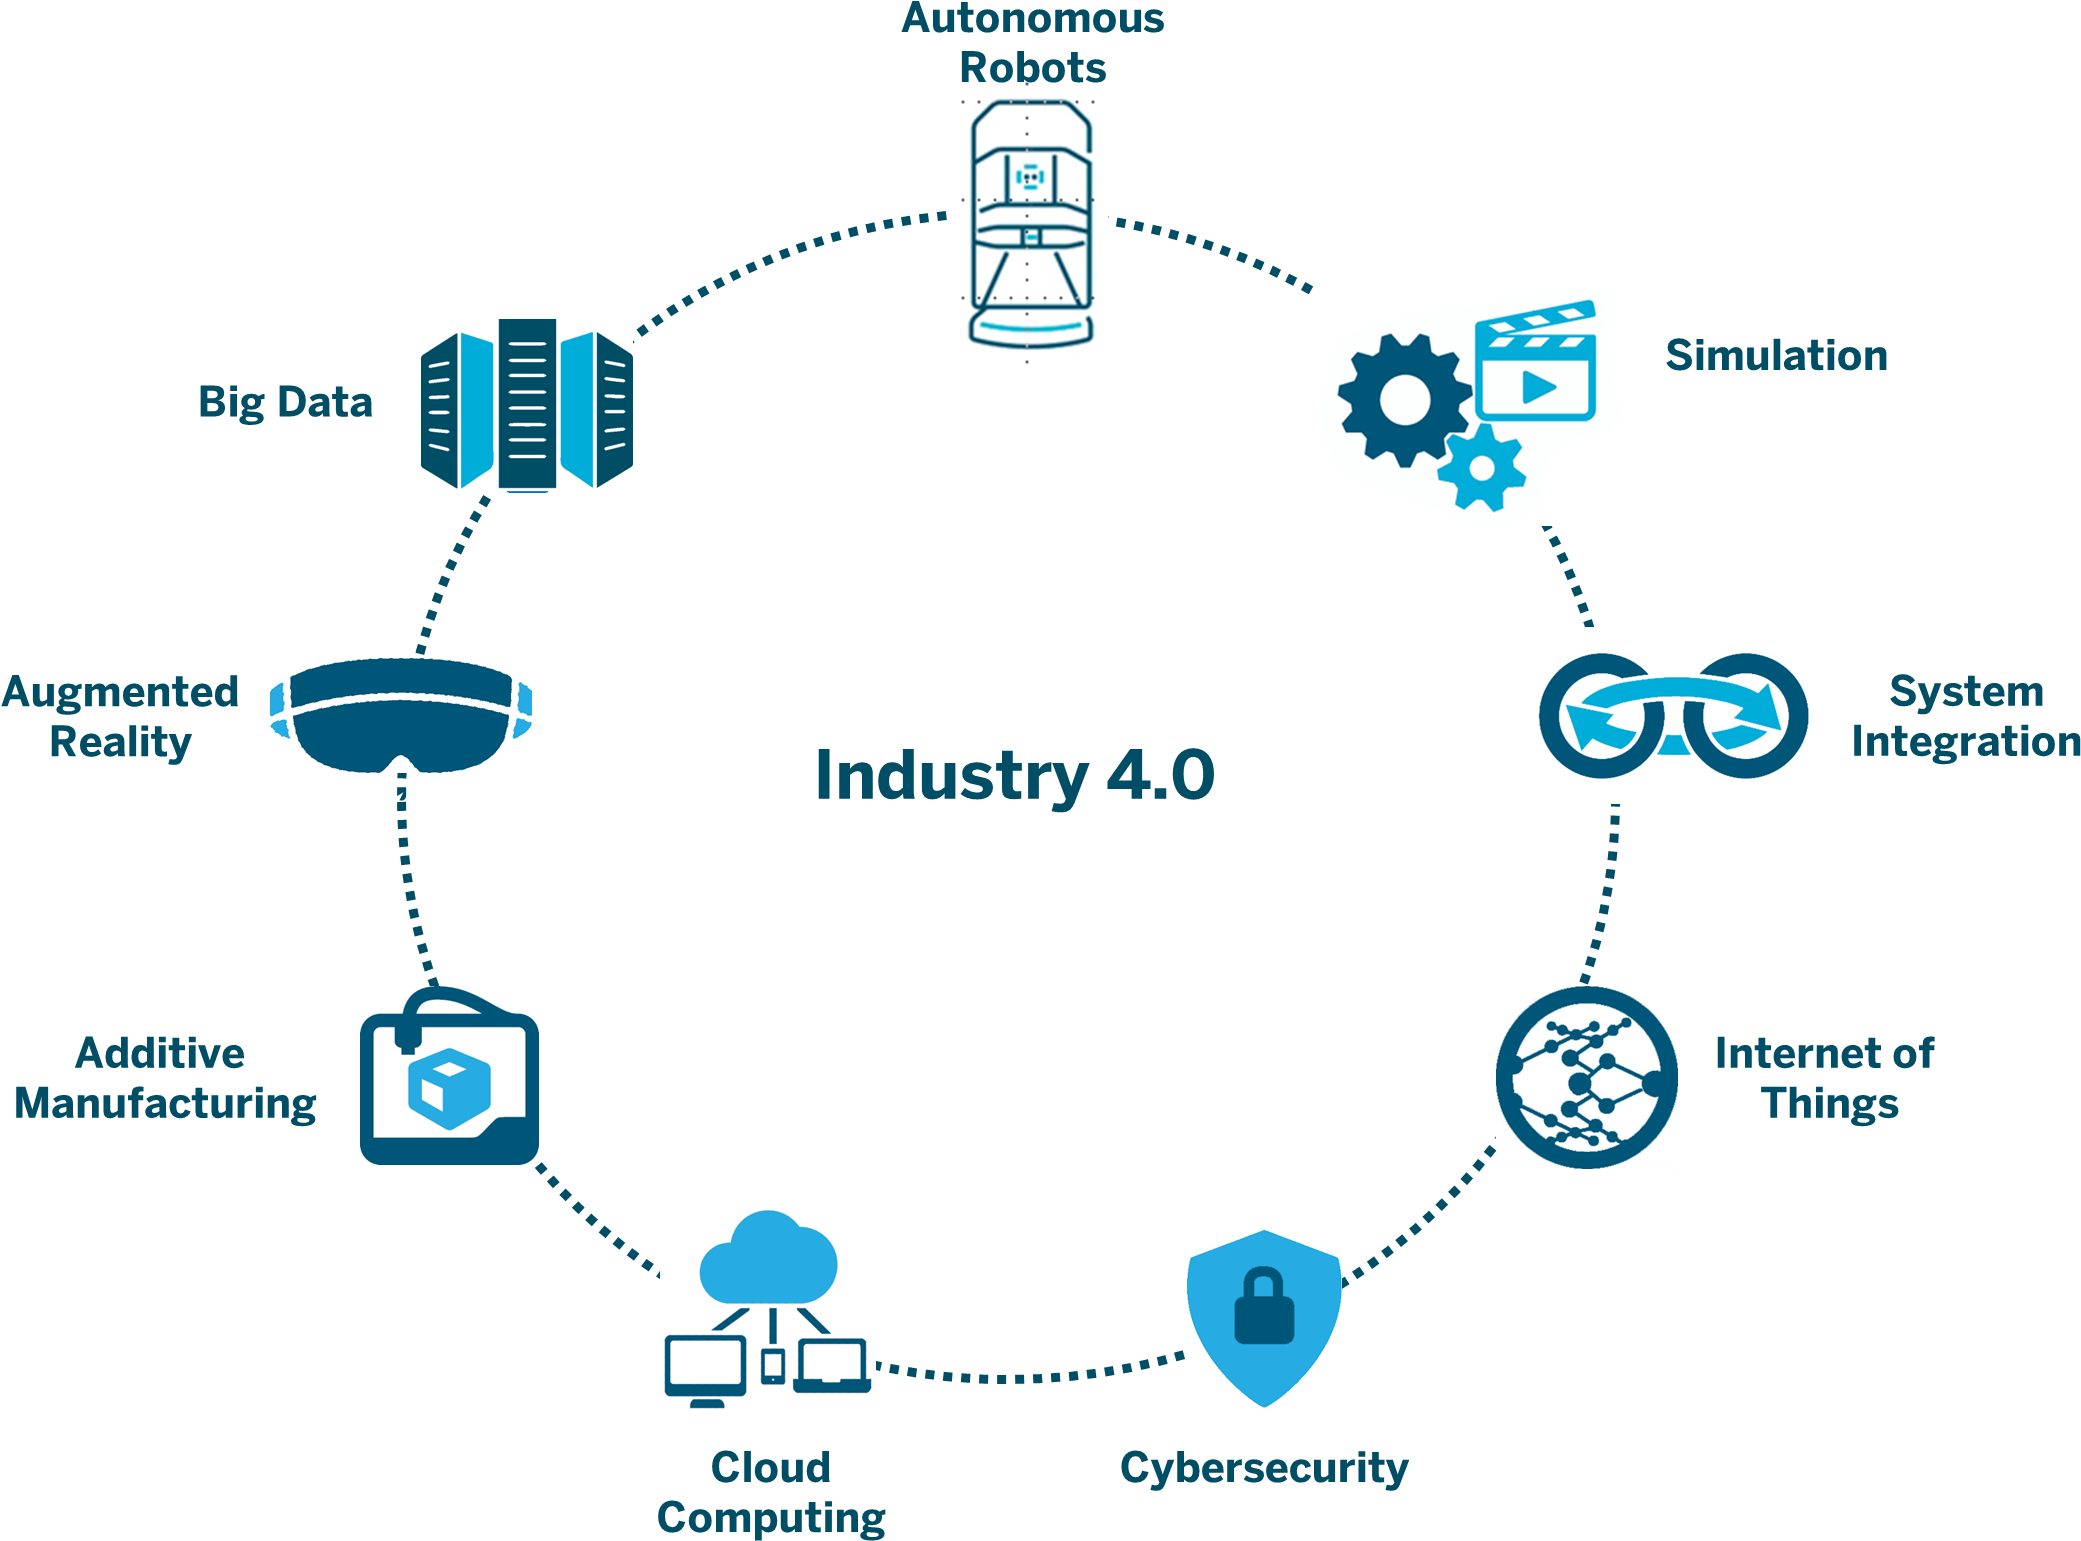 Autonomous
Robots
Simulation
Big Data
System
Integration
Augmented
Reality
Industry 4.0
Internet of
Things
Additive
Manufacturing
Cybersecurity
Cloud
Computing